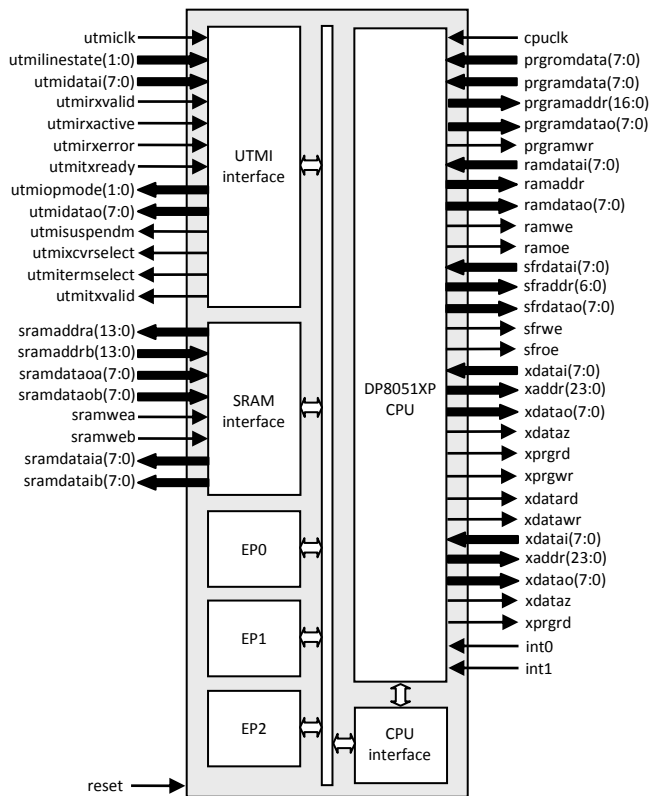 utmiclk
utmilinestate(1:0)
utmidatai(7:0)
utmirxvalid
utmirxactive
utmirxerror
utmitxready
utmiopmode(1:0)
utmidatao(7:0)
utmisuspendm
utmixcvrselect
utmitermselect
utmitxvalid
sramaddra(13:0)
sramaddrb(13:0)
sramdataoa(7:0)
sramdataob(7:0)
sramwea
sramweb
sramdataia(7:0)
sramdataib(7:0)
reset
UTMI
interface
SRAM
interface
EP0
EP1
EP2
DP8051XP
CPU
CPU
interface
cpuclk
prgromdata(7:0)
prgramdata(7:0)
prgramaddr(16:0)
prgramdatao(7:0)
prgramwr
ramdatai(7:0)
ramaddr
ramdatao(7:0)
ramwe
ramoe
sfrdatai(7:0)
sfraddr(6:0)
sfrdatao(7:0)
sfrwe
sfroe
xdatai(7:0)
xaddr(23:0)
xdatao(7:0)
xdataz
xprgrd
xprgwr
xdatard
xdatawr
xdatai(7:0)
xaddr(23:0)
xdatao(7:0)
xdataz
xprgrd
int0
int1